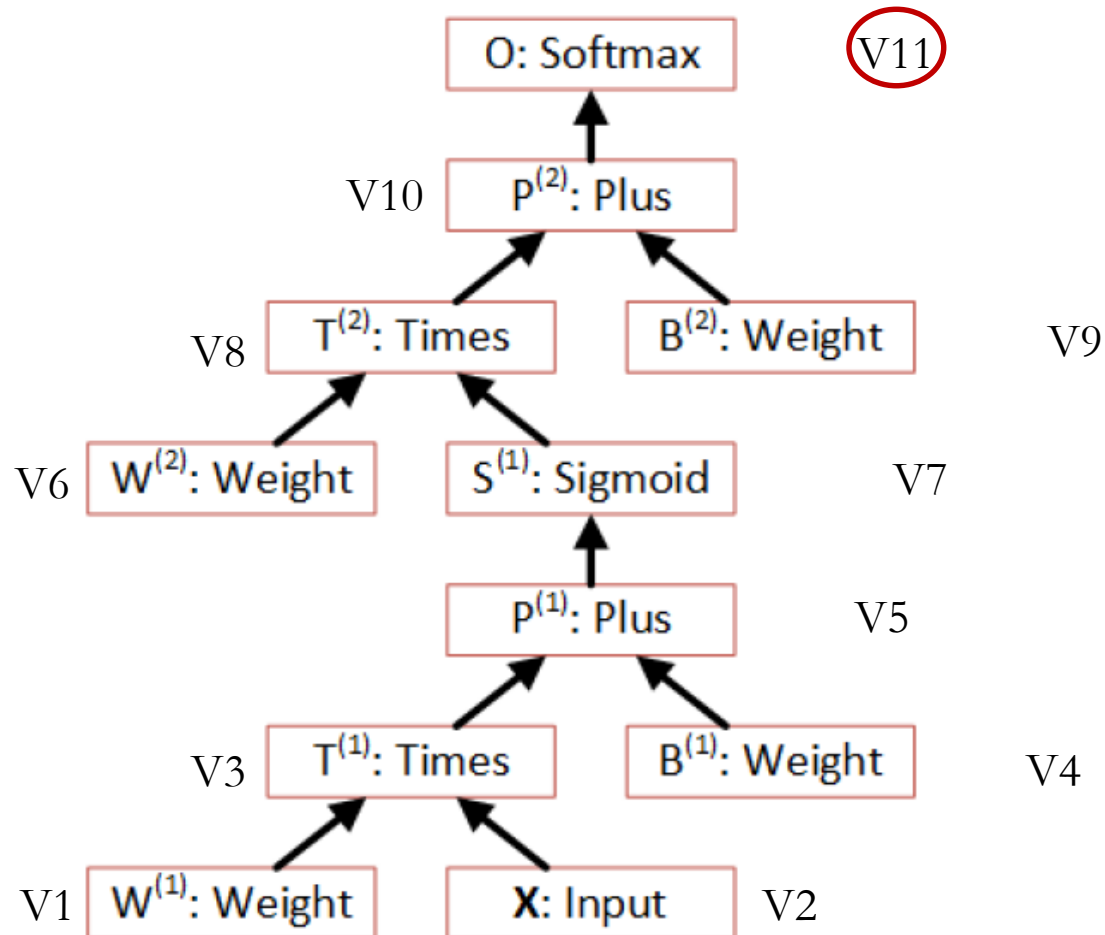 O: Softmax V11
V10 P⁽²⁾: Plus
V8 T⁽²⁾: Times B⁽²⁾: Weight V9
V6 W⁽²⁾: Weight S⁽¹⁾: Sigmoid V7
P⁽¹⁾: Plus V5
V3 T⁽¹⁾: Times B⁽¹⁾: Weight V4
V1 W⁽¹⁾: Weight X: Input V2